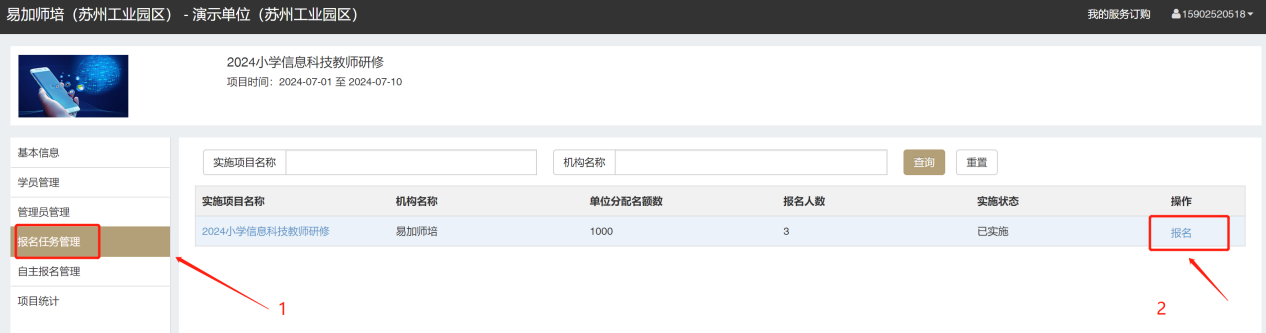 易加师培（苏州工业园区） - 演示单位（苏州工业园区） 我的服务订购 15902520518
2024小学信息科技教师研修
项目时间：2024-07-01 至 2024-07-10
基本信息
学员管理
管理员管理
报名任务管理
自主报名管理
项目统计
实施项目名称 机构名称 查询 重置
实施项目名称 机构名称 单位分配名额数 报名人数 实施状态 操作
2024小学信息科技教师研修 易加师培 1000 3 已实施 报名
1 2